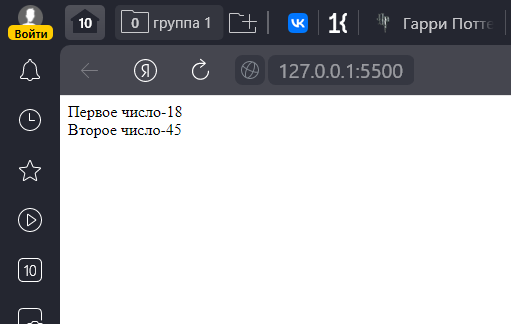 Войти
10
0 группа 1
1{
Гарри Потте
Я
127.0.0.1:5500
Первое число-18
Второе число-45
10